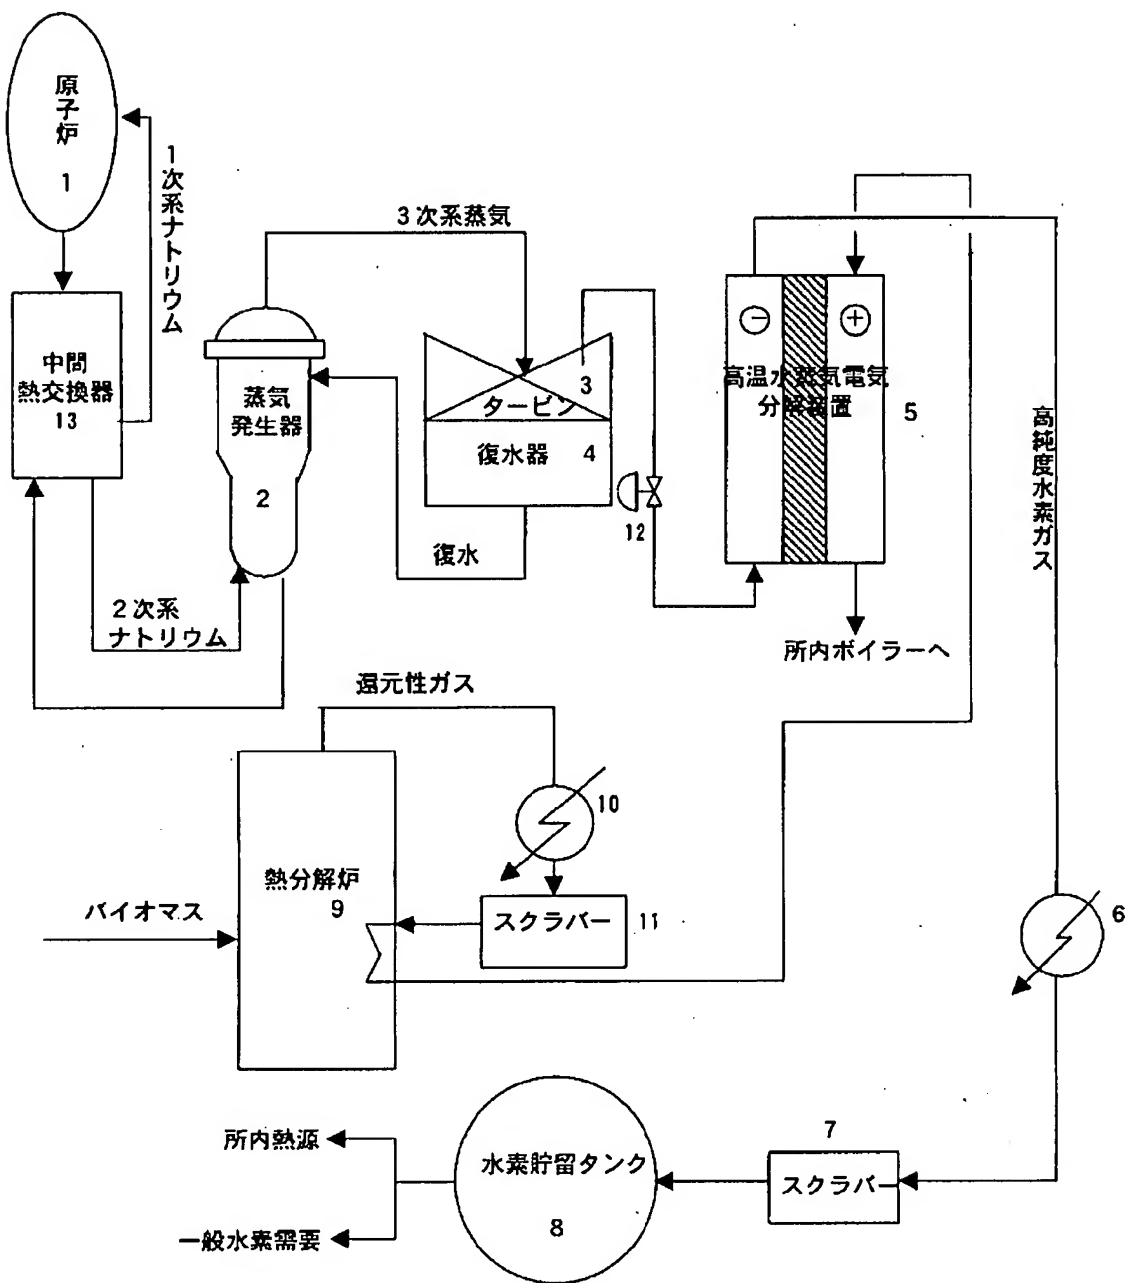 原子炉
1
1次系ナトリウム
中間
熱交換器
13
3次系蒸気
蒸気
発生器
2
3
タービン
復水器 4
復水
12
⊖
⊕
高温水蒸気電気
分解装置
5
高純度水素ガス
所内ボイラーへ
2次系
ナトリウム
還元性ガス
10
熱分解炉
9
バイオマス
スクラバー
11
6
7
スクラバー
水素貯留タンク
8
所内熱源
一般水素需要